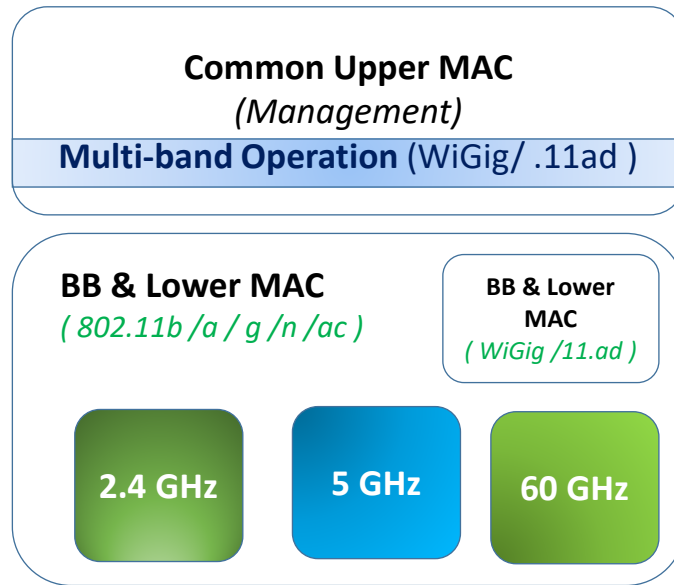 Common Upper MAC
(Management)
Multi-band Operation (WiGig/ .11ad )
BB & Lower MAC
( 802.11b /a / g /n /ac )
BB & Lower
MAC
( WiGig /11.ad )
2.4 GHz
5 GHz
60 GHz